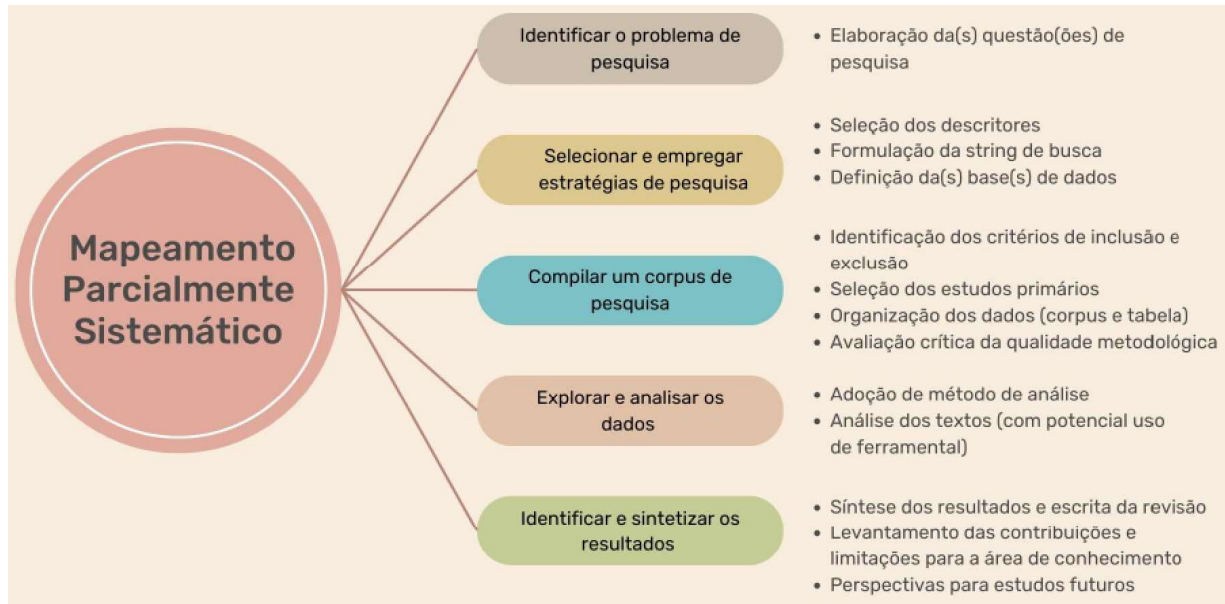 Mapeamento
Parcialmente
Sistemático
Identificar o problema de
pesquisa
• Elaboração da(s) questão(ões) de
pesquisa
Selecionar e empregar
estratégias de pesquisa
• Seleção dos descritores
• Formulação da string de busca
• Definição da(s) base(s) de dados
Compilar um corpus de
pesquisa
• Identificação dos critérios de inclusão e
exclusão
• Seleção dos estudos primários
• Organização dos dados (corpus e tabela)
• Avaliação crítica da qualidade metodológica
Explorar e analisar os
dados
• Adoção de método de análise
• Análise dos textos (com potencial uso
de ferramental)
Identificar e sintetizar os
resultados
• Síntese dos resultados e escrita da revisão
• Levantamento das contribuições e
limitações para a área de conhecimento
• Perspectivas para estudos futuros